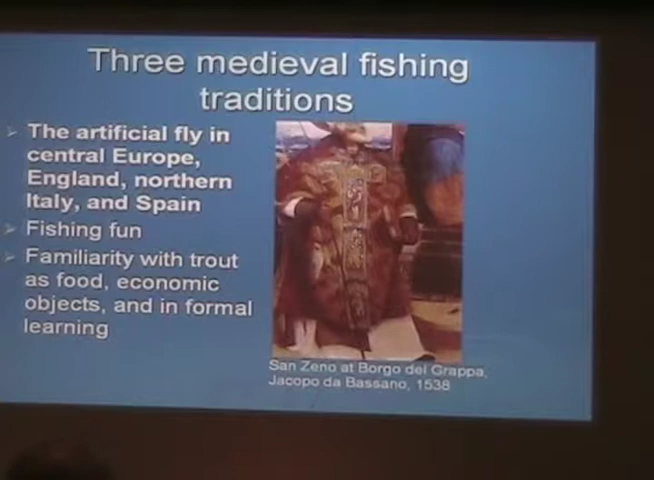 Three medieval fishing
traditions
The artificial fly in
central Europe,
England, northern
Italy, and Spain
Fishing fun
Familiarity with trout
as food, economic
objects, and in formal
learning
San Zeno at Borgo del Grappa,
Jacopo da Bassano, 1538